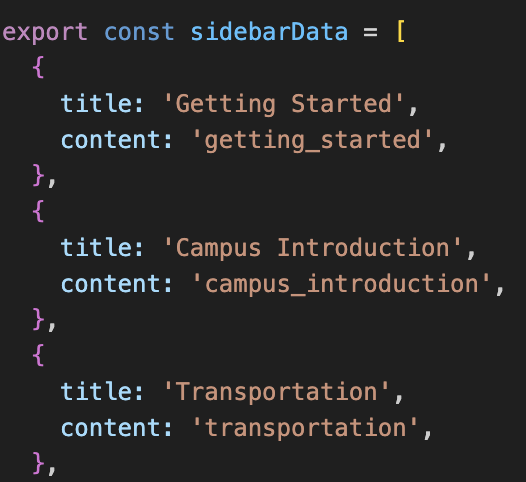 export const sidebarData = [
  {
    title: 'Getting Started',
    content: 'getting_started',
  },
  {
    title: 'Campus Introduction',
    content: 'campus_introduction',
  },
  {
    title: 'Transportation',
    content: 'transportation',
  },